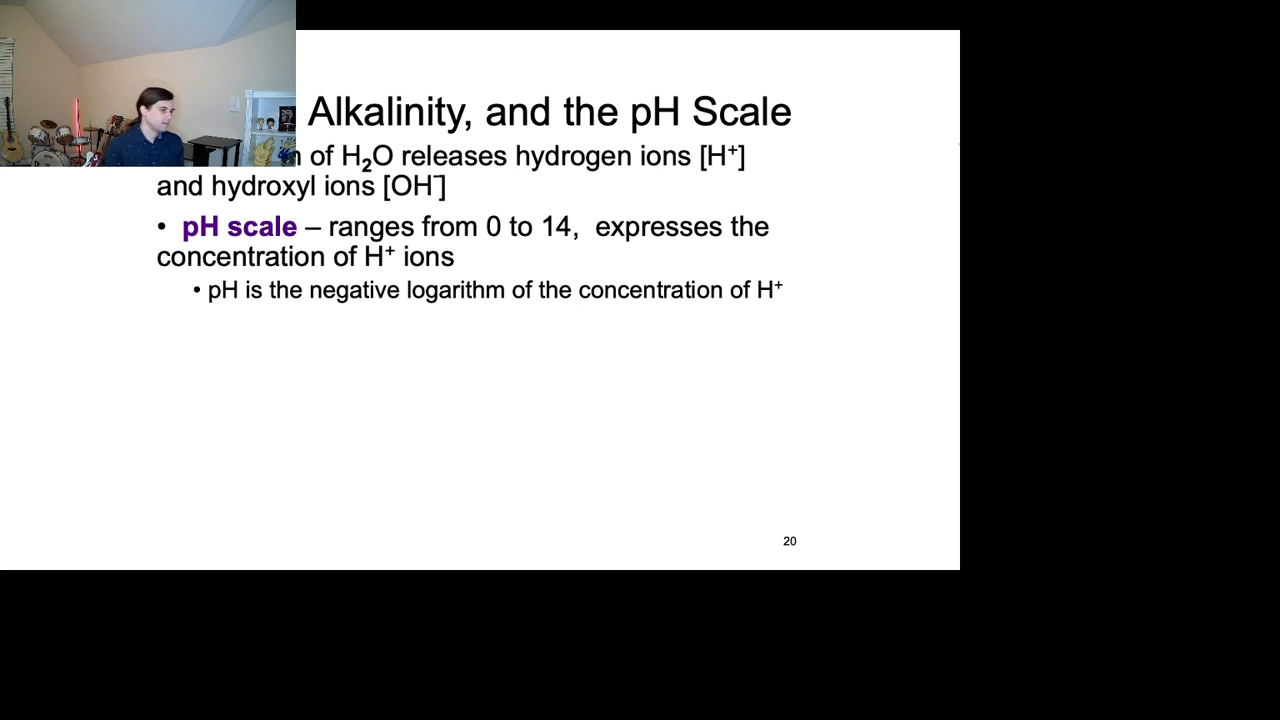 Alkalinity, and the pH Scale
of H₂O releases hydrogen ions [H⁺]
and hydroxyl ions [OH⁻]
• pH scale – ranges from 0 to 14, expresses the
concentration of H⁺ ions
• pH is the negative logarithm of the concentration of H⁺
20